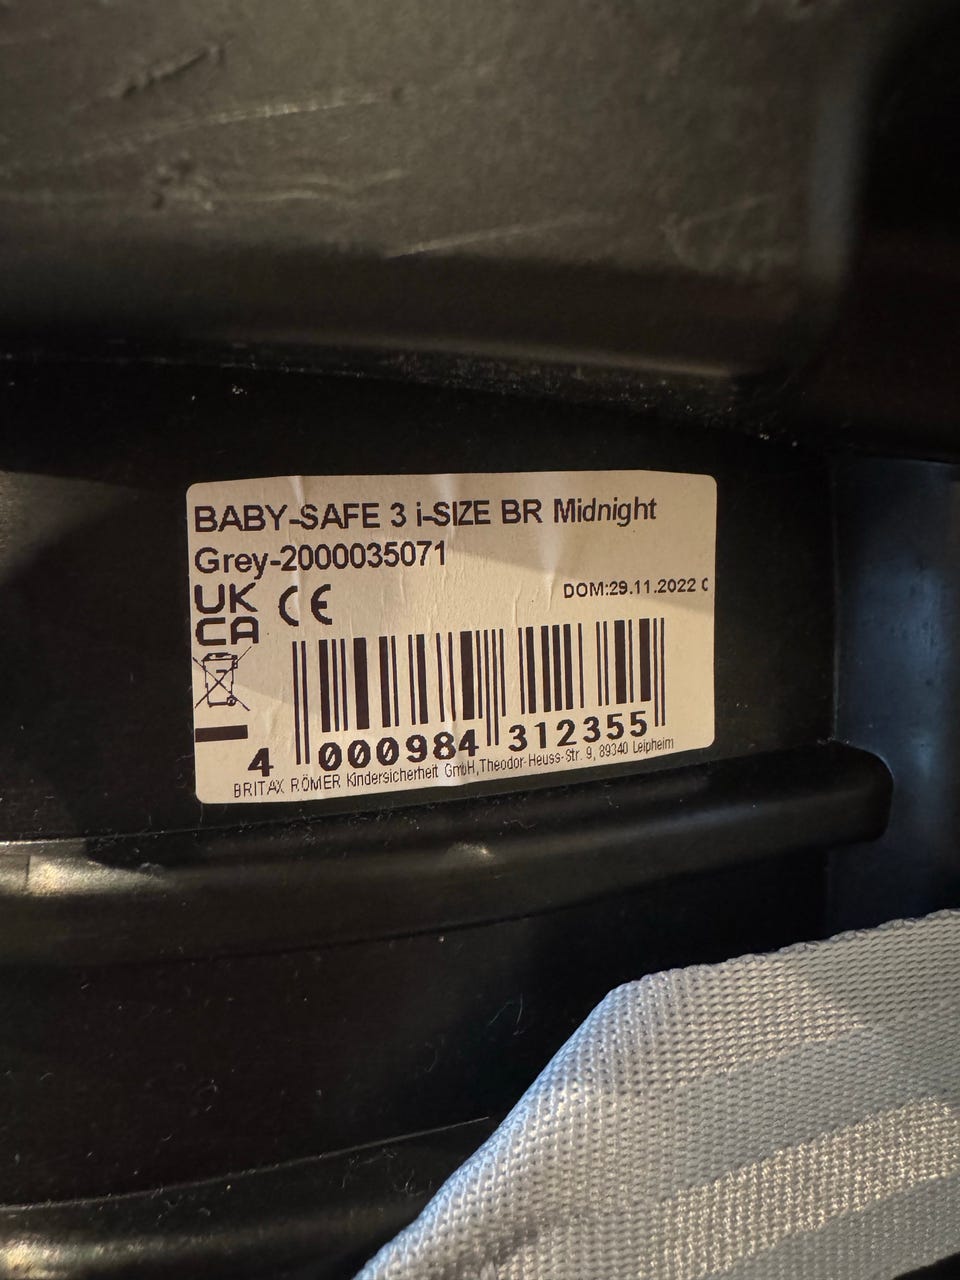 BABY-SAFE 3 i-SIZE BR Midnight
Grey-2000035071
UK
CA
CE
DOM:29.11.2022 C
4 000984 312355
BRITAX RÖMER Kindersicherheit GmbH,Theodor-Heuss-Str. 9, 89340 Leipheim